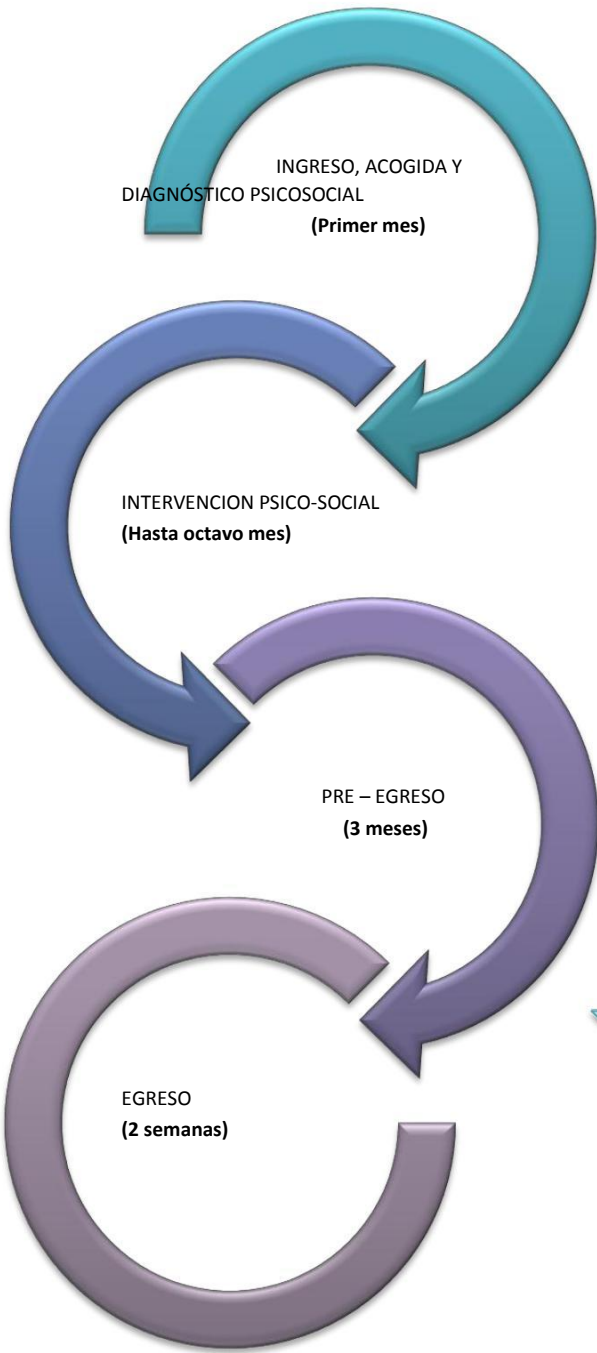 INGRESO, ACOGIDA Y
DIAGNÓSTICO PSICOSOCIAL
(Primer mes)
INTERVENCION PSICO-SOCIAL
(Hasta octavo mes)
PRE – EGRESO
(3 meses)
EGRESO
(2 semanas)